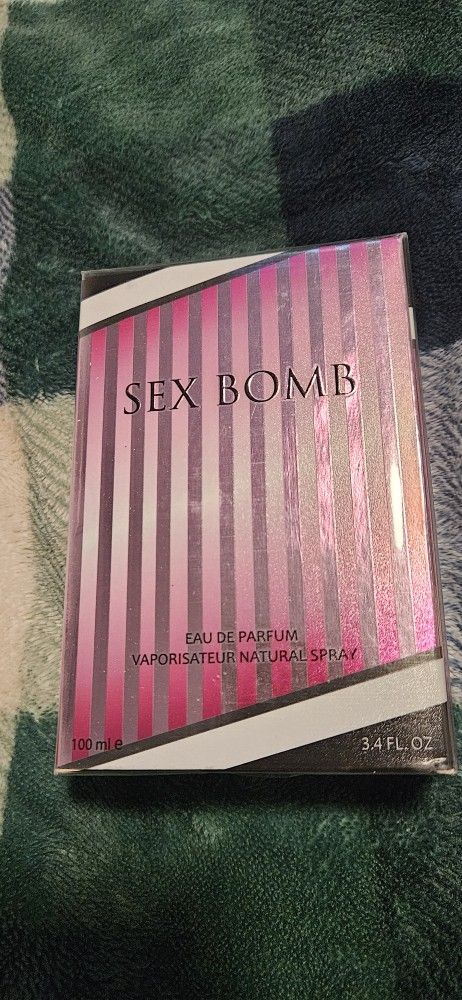 SEX BOMB
EAU DE PARFUM
VAPORISATEUR NATURAL SPRAY
100 ml e
3.4 FL. OZ